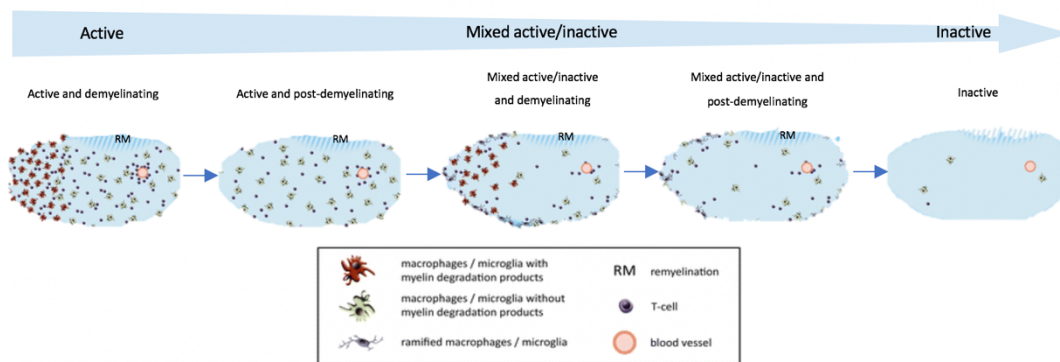 Active
Mixed active/inactive
Inactive
Active and demyelinating
Active and post-demyelinating
Mixed active/inactive
and demyelinating
Mixed active/inactive and
post-demyelinating
Inactive
RM
RM
RM
RM
macrophages / microglia with
myelin degradation products
macrophages / microglia without
myelin degradation products
ramified macrophages / microglia
RM remyelination
T-cell
blood vessel